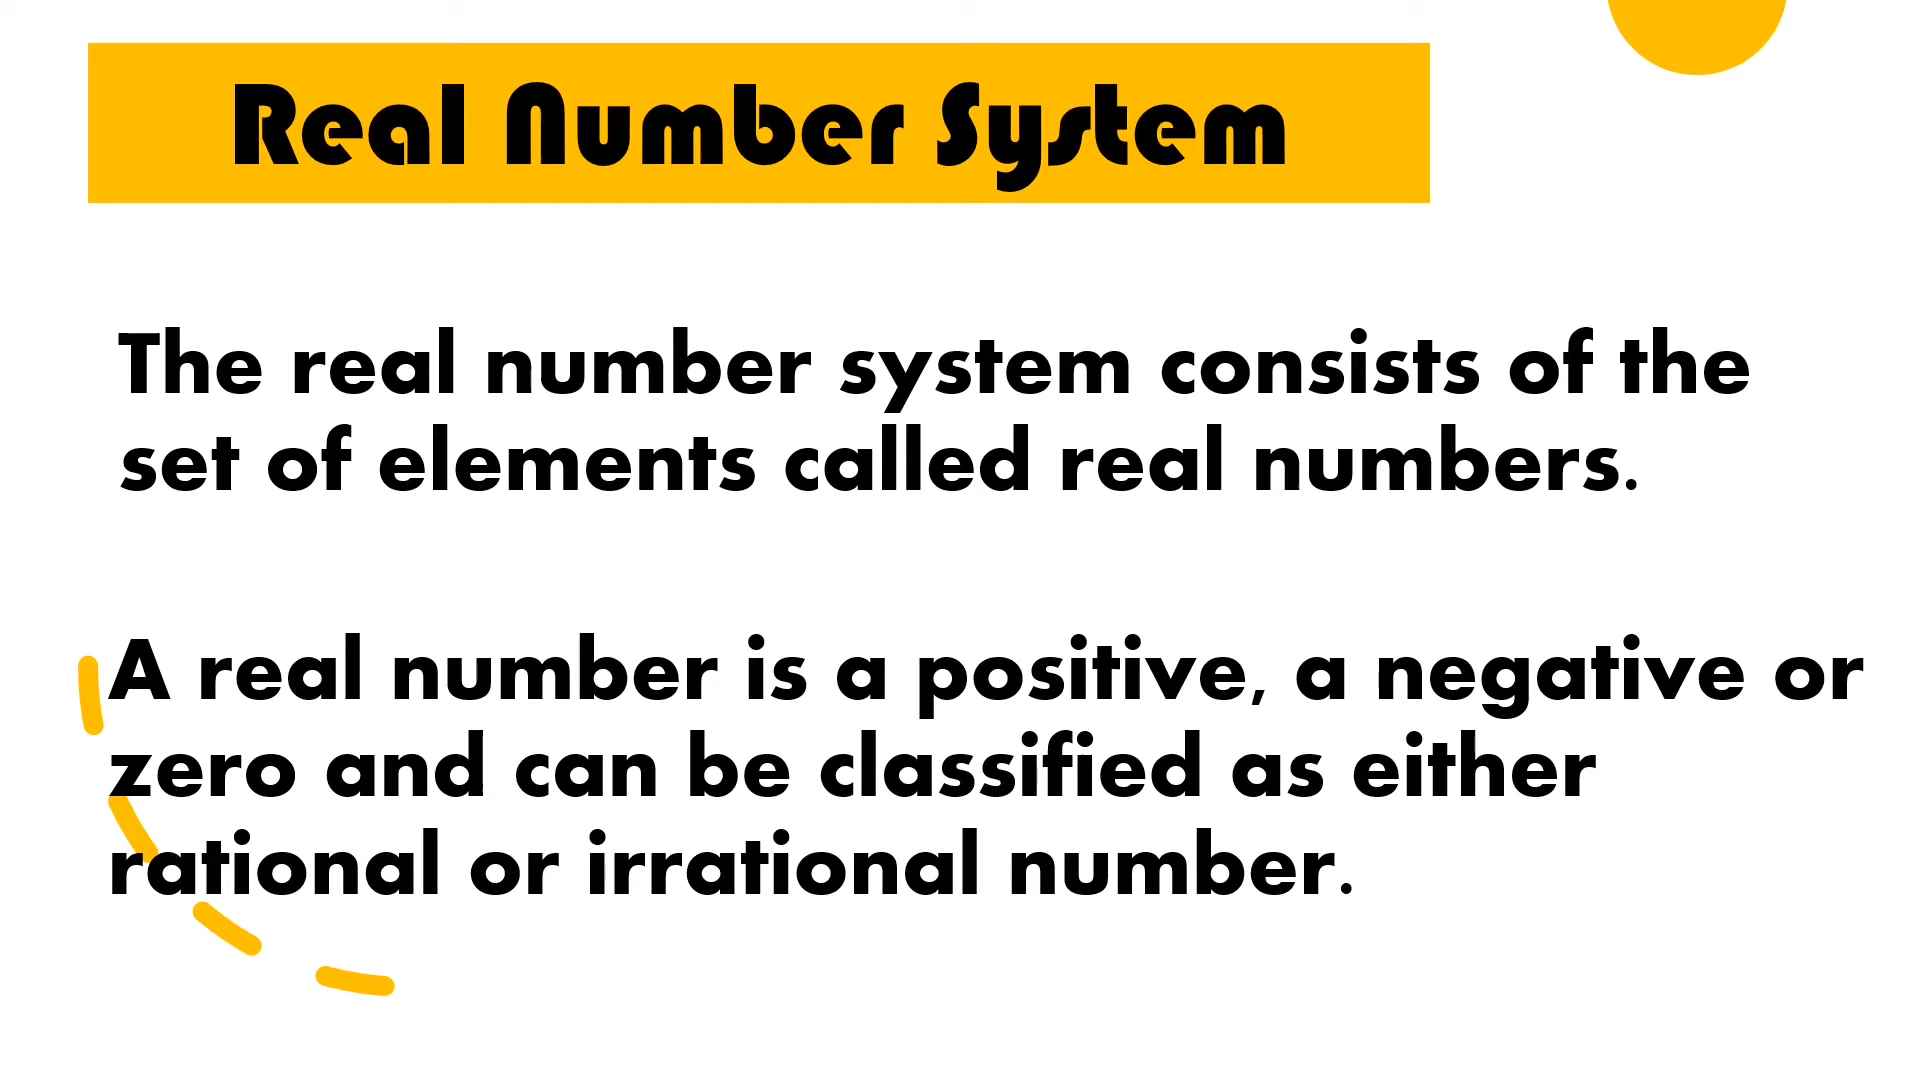 Real Number System
The real number system consists of the
set of elements called real numbers.
A real number is a positive, a negative or
zero and can be classified as either
rational or irrational number.